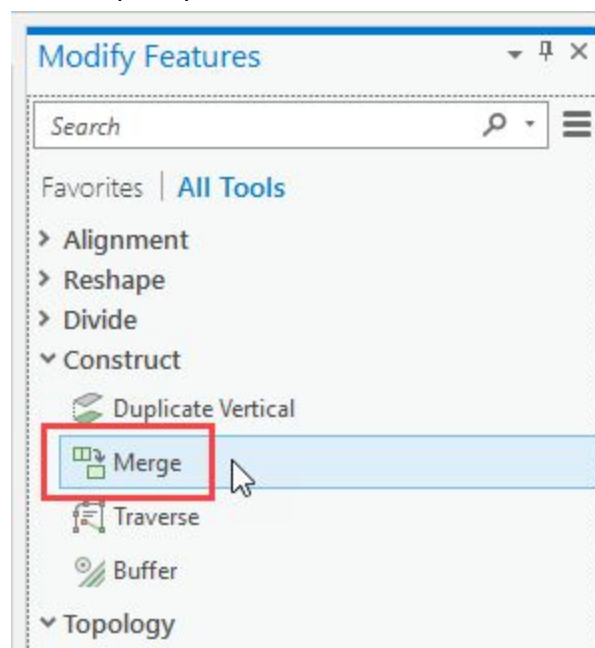 Modify Features
Search
Favorites | All Tools
Alignment
Reshape
Divide
Construct
Duplicate Vertical
Merge
Traverse
Buffer
Topology